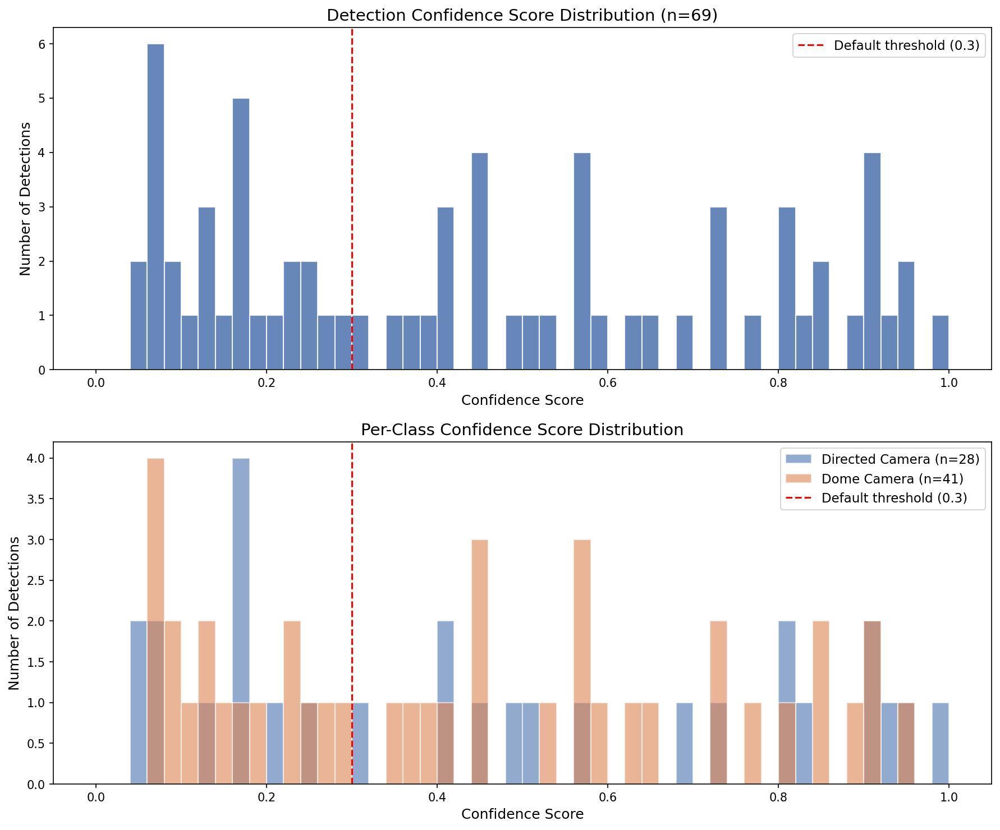 Detection Confidence Score Distribution (n=69)
Default threshold (0.3)
Number of Detections
6
5
4
3
2
1
0
0.0 0.2 0.4 0.6 0.8 1.0
Confidence Score
Per-Class Confidence Score Distribution
Directed Camera (n=28)
Dome Camera (n=41)
Default threshold (0.3)
Number of Detections
4.0
3.5
3.0
2.5
2.0
1.5
1.0
0.5
0.0
0.0 0.2 0.4 0.6 0.8 1.0
Confidence Score